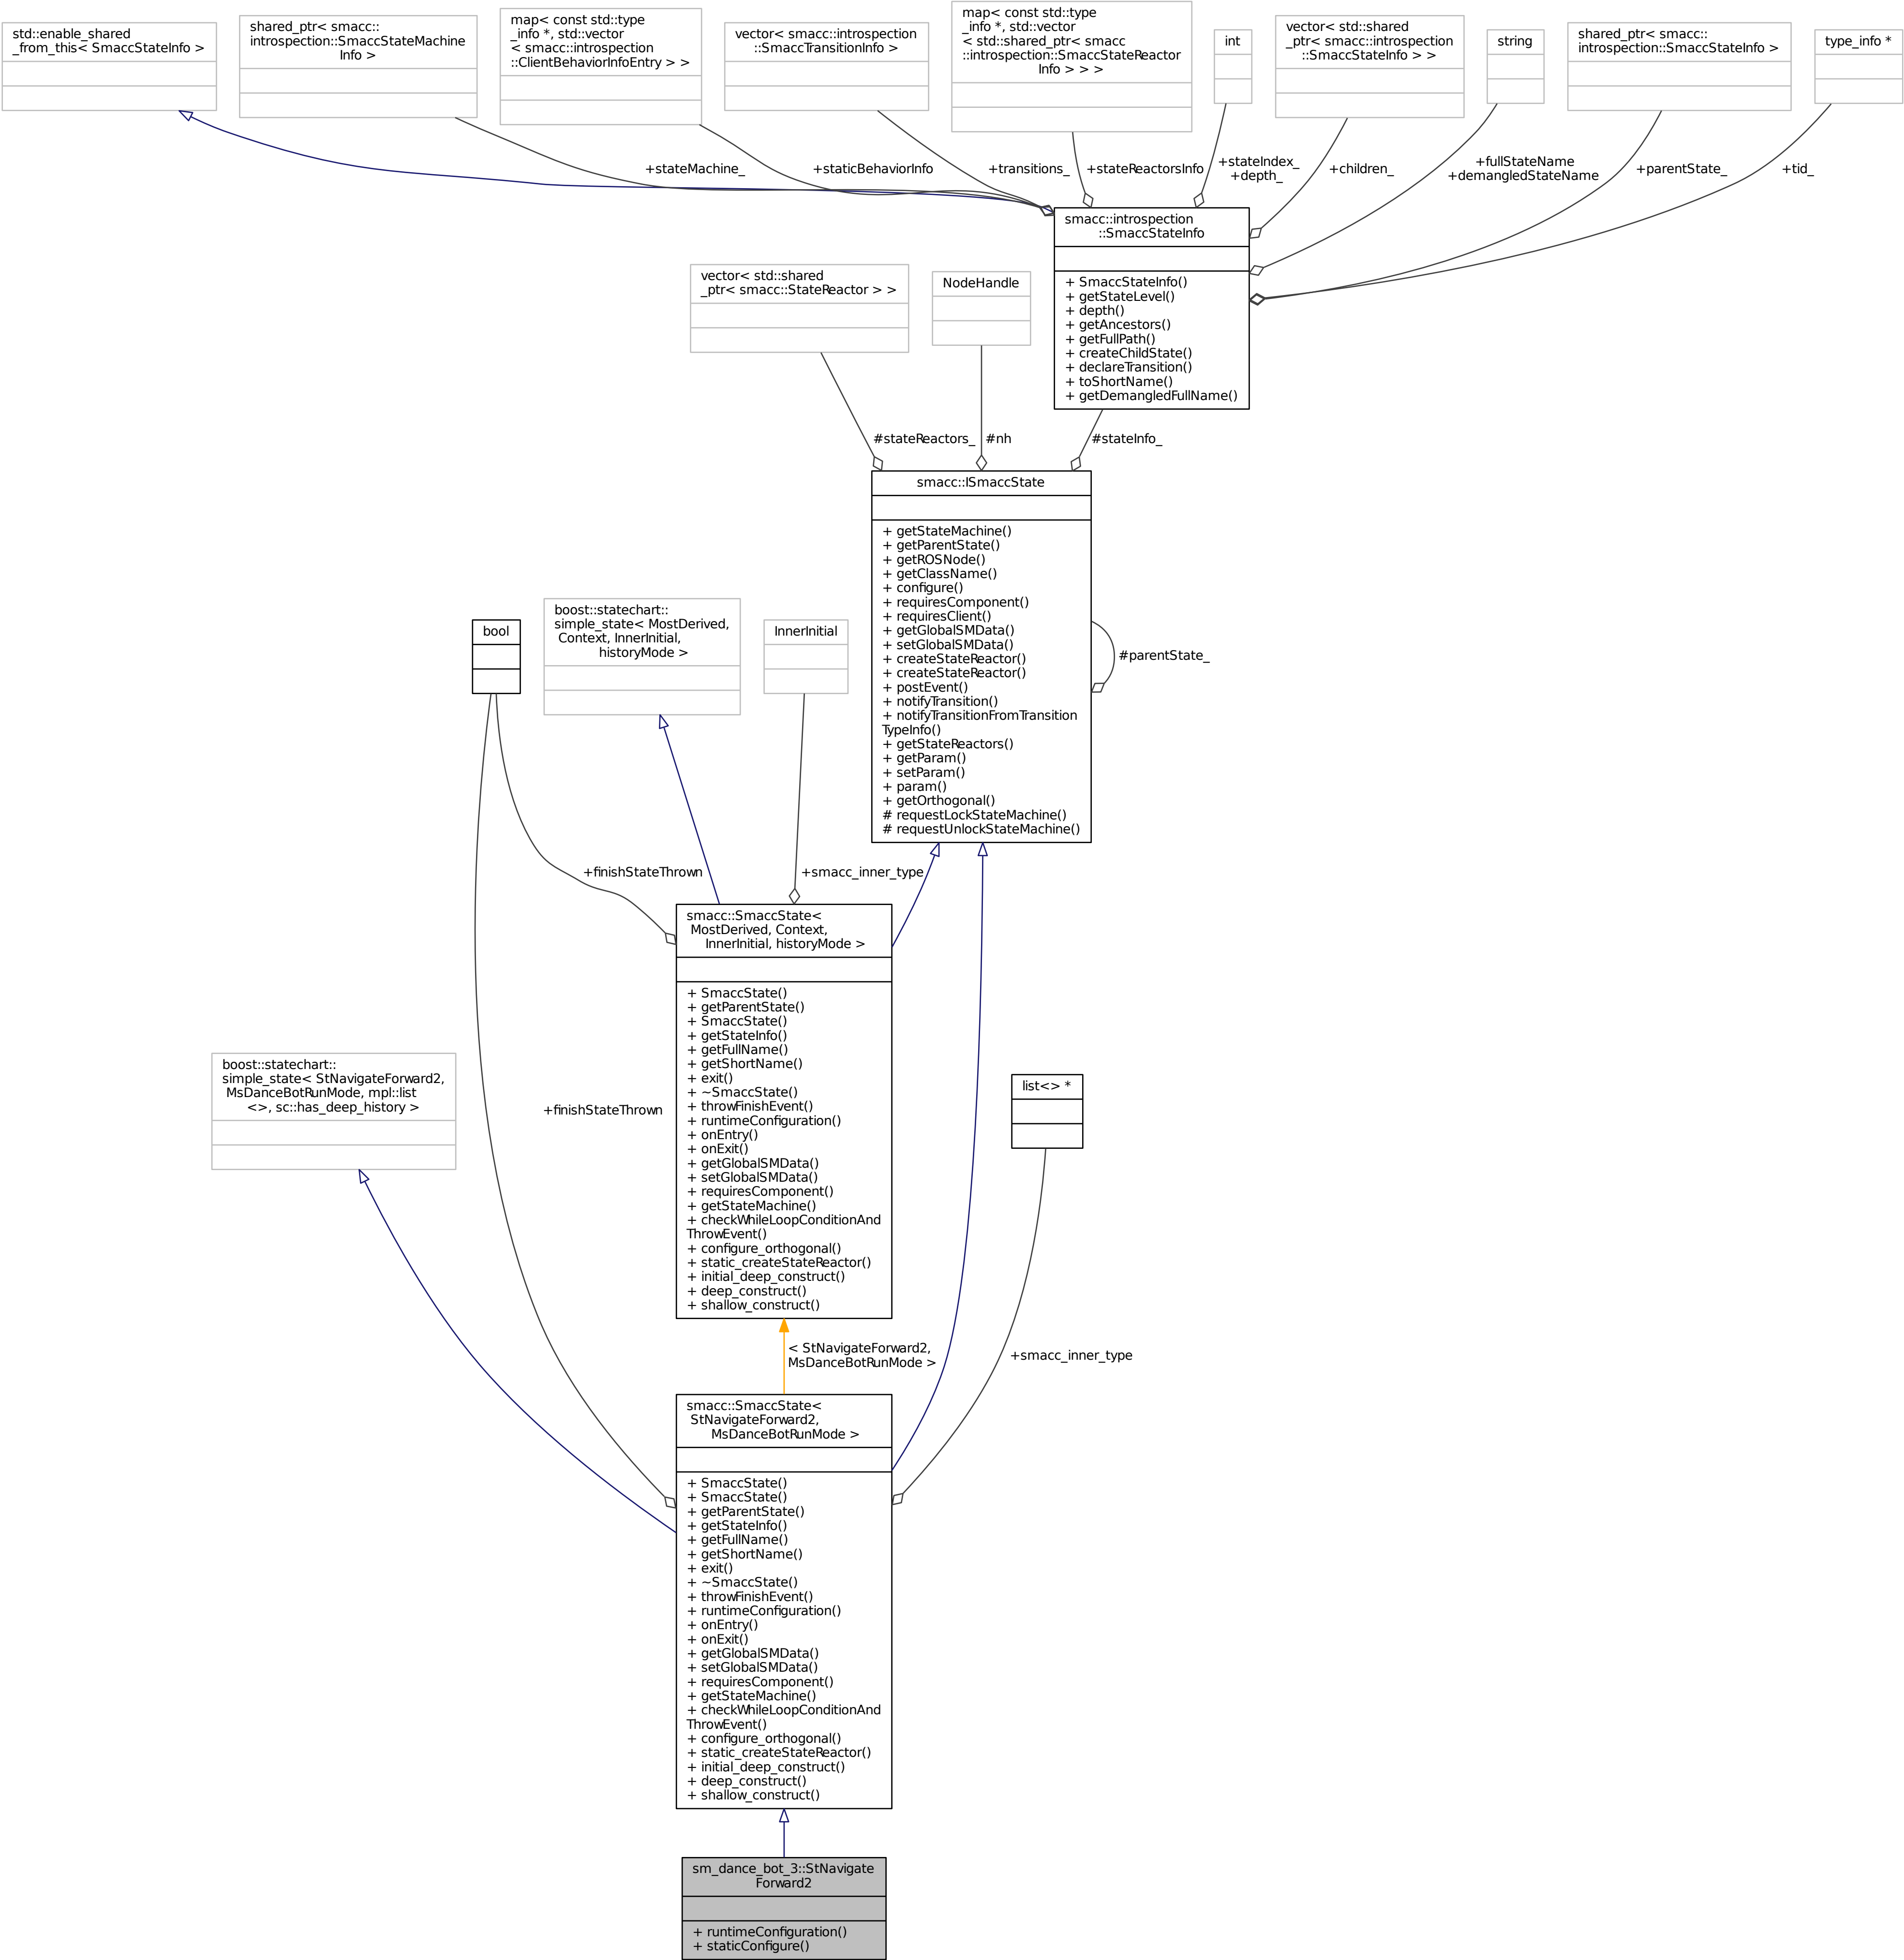 std::enable_shared
_from_this< SmaccStateInfo >
shared_ptr< smacc::
introspection::SmaccStateMachine
Info >
map< const std::type
_info *, std::vector
< smacc::introspection
::ClientBehaviorInfoEntry > >
vector< smacc::introspection
::SmaccTransitionInfo >
map< const std::type
_info *, std::vector
< std::shared_ptr< smacc
::introspection::SmaccStateReactor
Info > > >
int
vector< std::shared
_ptr< smacc::introspection
::SmaccStateInfo > >
string
shared_ptr< smacc::
introspection::SmaccStateInfo >
type_info *
+stateMachine_
+staticBehaviorInfo
+transitions_
+stateReactorsInfo
+stateIndex_
+depth_
+children_
+fullStateName
+demangledStateName
+parentState_
+tid_
smacc::introspection
::SmaccStateInfo
+ SmaccStateInfo()
+ getStateLevel()
+ depth()
+ getAncestors()
+ getFullPath()
+ createChildState()
+ declareTransition()
+ toShortName()
+ getDemangledFullName()
vector< std::shared
_ptr< smacc::StateReactor > >
NodeHandle
#stateReactors_
#nh
#stateInfo_
smacc::ISmaccState
+ getStateMachine()
+ getParentState()
+ getROSNode()
+ getClassName()
+ configure()
+ requiresComponent()
+ requiresClient()
+ getGlobalSMData()
+ setGlobalSMData()
+ createStateReactor()
+ createStateReactor()
+ postEvent()
+ notifyTransition()
+ notifyTransitionFromTransition
TypeInfo()
+ getStateReactors()
+ getParam()
+ setParam()
+ param()
+ getOrthogonal()
# requestLockStateMachine()
# requestUnlockStateMachine()
#parentState_
bool
boost::statechart::
simple_state< MostDerived,
Context, InnerInitial,
historyMode >
InnerInitial
+finishStateThrown
+smacc_inner_type
smacc::SmaccState<
MostDerived, Context,
InnerInitial, historyMode >
+ SmaccState()
+ getParentState()
+ SmaccState()
+ getStateInfo()
+ getFullName()
+ getShortName()
+ exit()
+ ~SmaccState()
+ throwFinishEvent()
+ runtimeConfiguration()
+ onEntry()
+ onExit()
+ getGlobalSMData()
+ setGlobalSMData()
+ requiresComponent()
+ getStateMachine()
+ checkWhileLoopConditionAnd
ThrowEvent()
+ configure_orthogonal()
+ static_createStateReactor()
+ initial_deep_construct()
+ deep_construct()
+ shallow_construct()
boost::statechart::
simple_state< StNavigateForward2,
MsDanceBotRunMode, mpl::list
<>, sc::has_deep_history >
+finishStateThrown
list<> *
< StNavigateForward2,
MsDanceBotRunMode >
+smacc_inner_type
smacc::SmaccState<
StNavigateForward2,
MsDanceBotRunMode >
+ SmaccState()
+ SmaccState()
+ getParentState()
+ getStateInfo()
+ getFullName()
+ getShortName()
+ exit()
+ ~SmaccState()
+ throwFinishEvent()
+ runtimeConfiguration()
+ onEntry()
+ onExit()
+ getGlobalSMData()
+ setGlobalSMData()
+ requiresComponent()
+ getStateMachine()
+ checkWhileLoopConditionAnd
ThrowEvent()
+ configure_orthogonal()
+ static_createStateReactor()
+ initial_deep_construct()
+ deep_construct()
+ shallow_construct()
sm_dance_bot_3::StNavigate
Forward2
+ runtimeConfiguration()
+ staticConfigure()